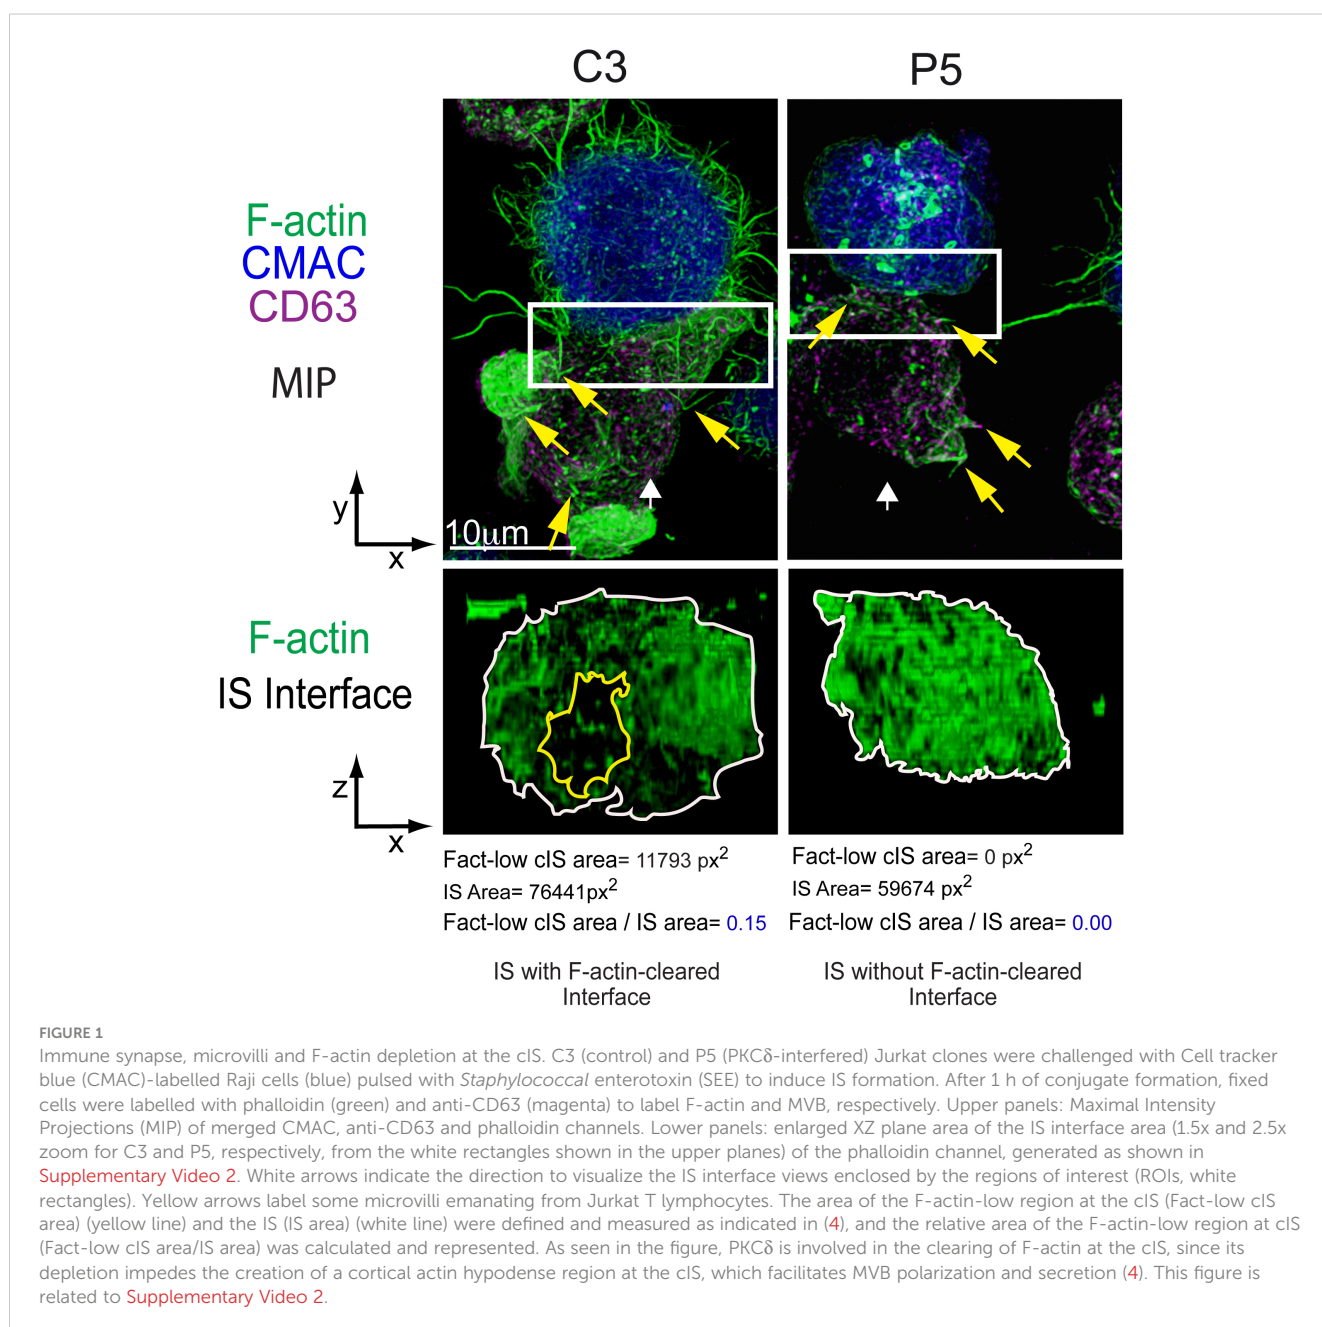 C3
P5
F-actin
CMAC
CD63
MIP
y
x
10μm
F-actin
IS Interface
z
x
Fact-low cIS area= 11793 px²
IS Area= 76441px²
Fact-low cIS area / IS area= 0.15
IS with F-actin-cleared
Interface
Fact-low cIS area= 0 px²
IS Area= 59674 px²
Fact-low cIS area / IS area= 0.00
IS without F-actin-cleared
Interface
FIGURE 1
Immune synapse, microvilli and F-actin depletion at the cIS. C3 (control) and P5 (PKCδ-interfered) Jurkat clones were challenged with Cell tracker
blue (CMAC)-labelled Raji cells (blue) pulsed with Staphylococcal enterotoxin (SEE) to induce IS formation. After 1 h of conjugate formation, fixed
cells were labelled with phalloidin (green) and anti-CD63 (magenta) to label F-actin and MVB, respectively. Upper panels: Maximal Intensity
Projections (MIP) of merged CMAC, anti-CD63 and phalloidin channels. Lower panels: enlarged XZ plane area of the IS interface area (1.5x and 2.5x
zoom for C3 and P5, respectively, from the white rectangles shown in the upper planes) of the phalloidin channel, generated as shown in
Supplementary Video 2. White arrows indicate the direction to visualize the IS interface views enclosed by the regions of interest (ROIs, white
rectangles). Yellow arrows label some microvilli emanating from Jurkat T lymphocytes. The area of the F-actin-low region at the cIS (Fact-low cIS
area) (yellow line) and the IS (IS area) (white line) were defined and measured as indicated in (4), and the relative area of the F-actin-low region at cIS
(Fact-low cIS area/IS area) was calculated and represented. As seen in the figure, PKCδ is involved in the clearing of F-actin at the cIS, since its
depletion impedes the creation of a cortical actin hypodense region at the cIS, which facilitates MVB polarization and secretion (4). This figure is
related to Supplementary Video 2.